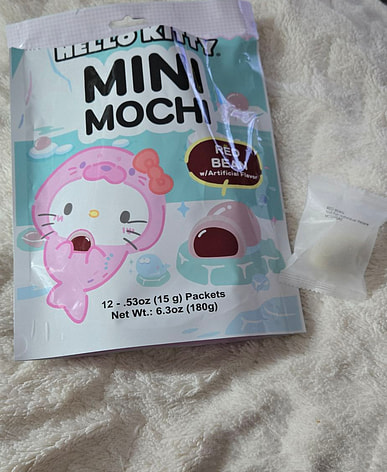 HELLO KITTY®
MINI
MOCHI
RED
BEAN
w/Artificial Flavor
12 - .53oz (15 g) Packets
Net Wt.: 6.3oz (180g)